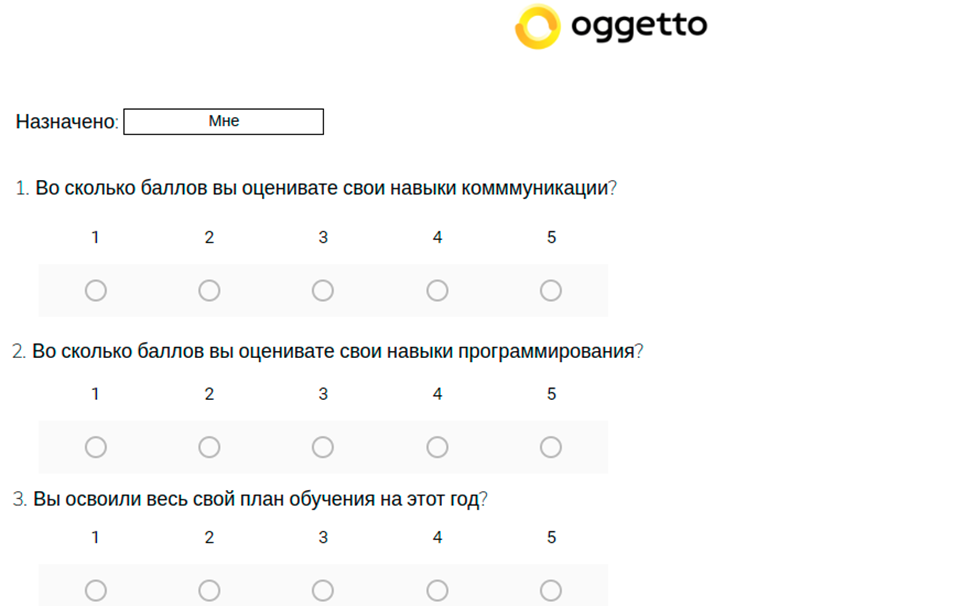 oggetto
Назначено: Мне
1. Во сколько баллов вы оценивате свои навыки комммуникации?
1 2 3 4 5
2. Во сколько баллов вы оценивате свои навыки программирования?
1 2 3 4 5
3. Вы освоили весь свой план обучения на этот год?
1 2 3 4 5